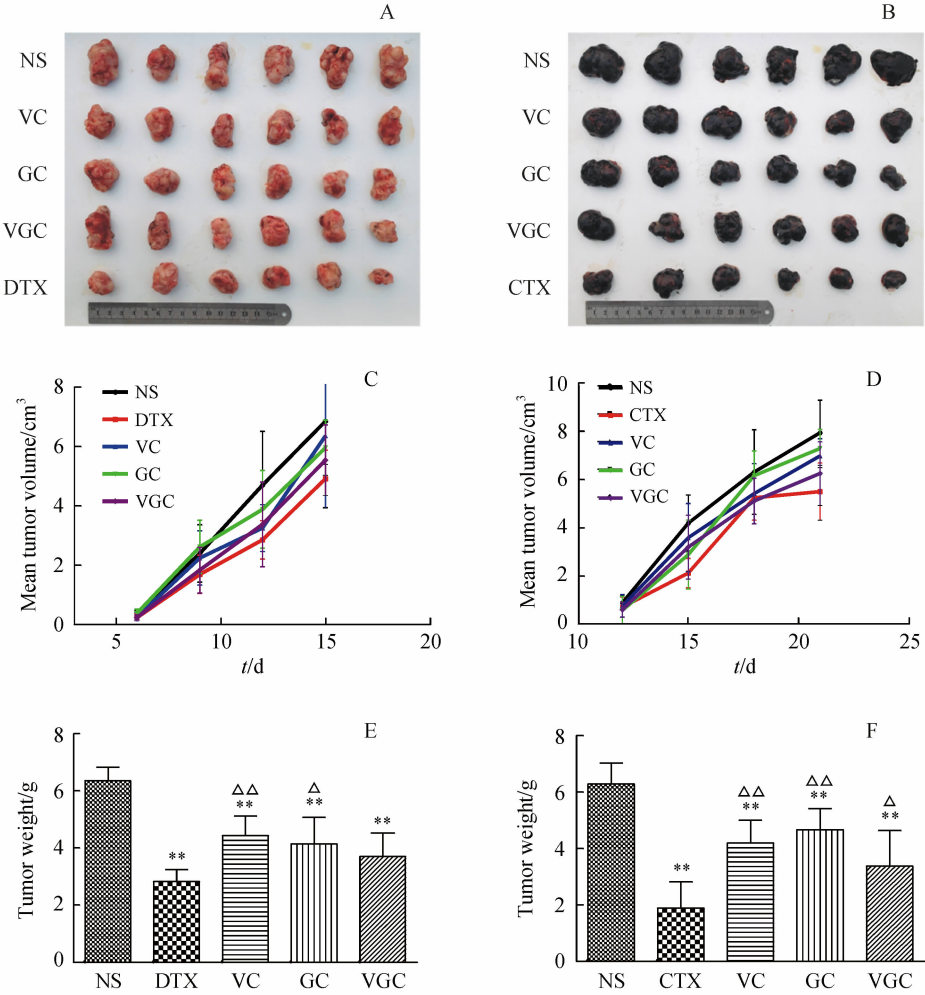 A
B
NS
VC
GC
VGC
DTX
NS
VC
GC
VGC
CTX
C
8
6
4
2
0
5
10
15
20
Mean tumor volume/cm³
t/d
NS
DTX
VC
GC
VGC
D
10
8
6
4
2
0
10
15
20
25
Mean tumor volume/cm³
t/d
NS
CTX
VC
GC
VGC
E
8
6
4
2
0
Tumor weight/g
**
△△
**
△
**
**
NS DTX VC GC VGC
F
8
6
4
2
0
Tumor weight/g
**
△△
**
△△
**
△
**
NS CTX VC GC VGC